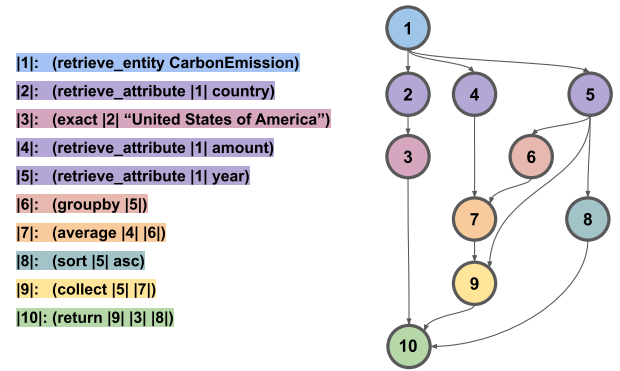 |1|: (retrieve_entity CarbonEmission)
|2|: (retrieve_attribute |1| country)
|3|: (exact |2| “United States of America”)
|4|: (retrieve_attribute |1| amount)
|5|: (retrieve_attribute |1| year)
|6|: (groupby |5|)
|7|: (average |4| |6|)
|8|: (sort |5| asc)
|9|: (collect |5| |7|)
|10|: (return |9| |3| |8|)
1
2 4 5
3 6
7 8
9
10